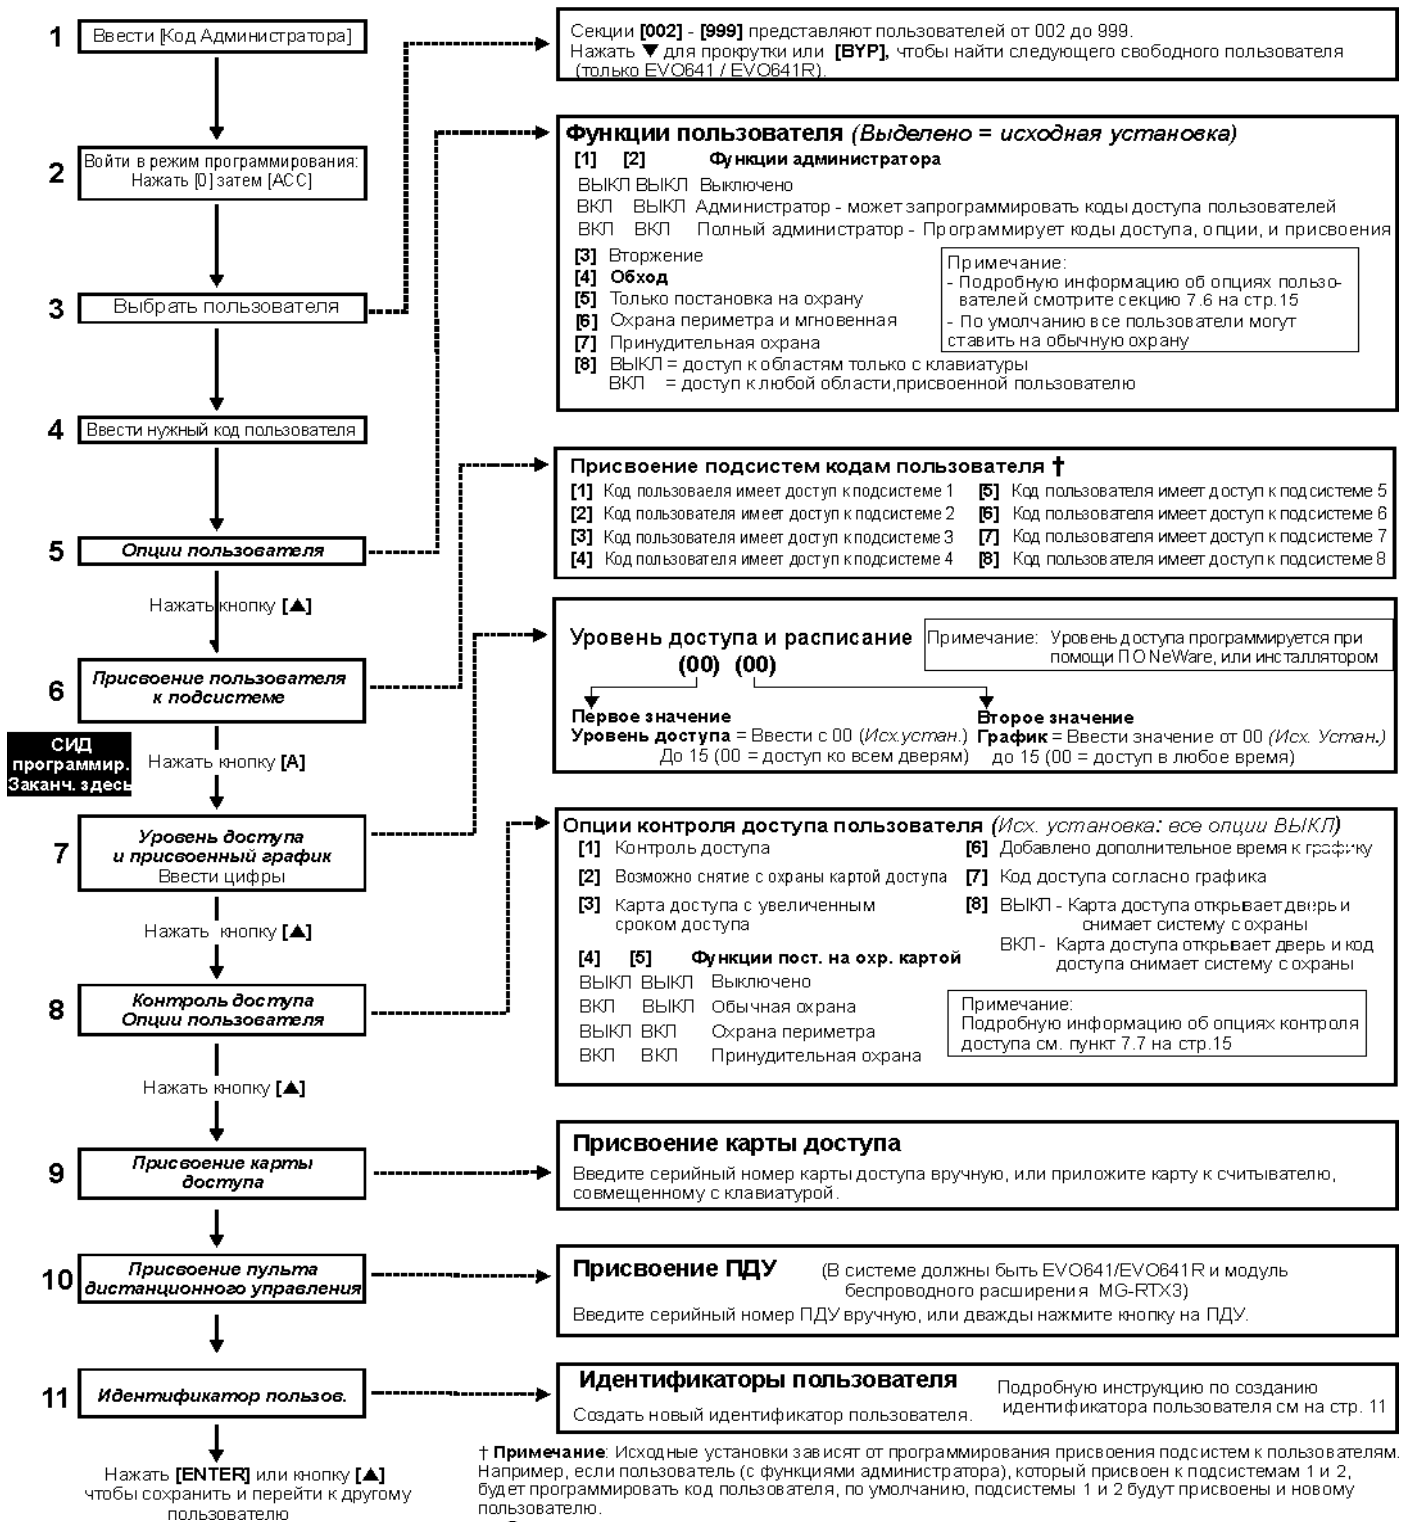 1 Ввести [Код Администратора]
2 Войти в режим программирования:
Нажать [0] затем [ACC]
3 Выбрать пользователя
4 Ввести нужный код пользователя
5 Опции пользователя
Нажать кнопку [▲]
6 Присвоение пользователя
к подсистеме
СИД
программир.
Заканч. здесь
Нажать кнопку [A]
7 Уровень доступа
и присвоенный график
Ввести цифры
Нажать кнопку [▲]
8 Контроль доступа
Опции пользователя
Нажать кнопку [▲]
9 Присвоение карты
доступа
10 Присвоение пульта
дистанционного управления
11 Идентификатор пользов.
Нажать [ENTER] или кнопку [▲]
чтобы сохранить и перейти к другому
пользователю
Секции [002] - [999] представляют пользователей от 002 до 999.
Нажать ▼ для прокрутки или [BYP], чтобы найти следующего свободного пользователя
(только EVO641 / EVO641R).
Функции пользователя (Выделено = исходная установка)
[1] [2] Функции администратора
ВЫКЛ ВЫКЛ Выключено
ВКЛ ВЫКЛ Администратор - может запрограммировать коды доступа пользователей
ВКЛ ВКЛ Полный администратор - Программирует коды доступа, опции, и присвоения
[3] Вторжение
[4] Обход
[5] Только постановка на охрану
[6] Охрана периметра и мгновенная
[7] Принудительная охрана
[8] ВЫКЛ = доступ к областям только с клавиатуры
ВКЛ = доступ к любой области,присвоенной пользователю
Примечание:
- Подробную информацию об опциях пользо-
вателей смотрите секцию 7.6 на стр.15
- По умолчанию все пользователи могут
ставить на обычную охрану
Присвоение подсистем кодам пользователя †
[1] Код пользоваеля имеет доступ к подсистеме 1
[2] Код пользователя имеет доступ к подсистеме 2
[3] Код пользователя имеет доступ к подсистеме 3
[4] Код пользователя имеет доступ к подсистеме 4
[5] Код пользователя имеет доступ к подсистеме 5
[6] Код пользователя имеет доступ к подсистеме 6
[7] Код пользователя имеет доступ к подсистеме 7
[8] Код пользователя имеет доступ к подсистеме 8
Уровень доступа и расписание
(00) (00)
Примечание: Уровень доступа программируется при
помощи ПО NeWare, или инсталлятором
Первое значение
Уровень доступа = Ввести с 00 (Исх.устан.)
До 15 (00 = доступ ко всем дверям)
Второе значение
График = Ввести значение от 00 (Исх. Устан.)
до 15 (00 = доступ в любое время)
Опции контроля доступа пользователя (Исх. установка: все опции ВЫКЛ)
[1] Контроль доступа
[2] Возможно снятие с охраны картой доступа
[3] Карта доступа с увеличенным
сроком доступа
[4] [5] Функции пост. на охр. картой
ВЫКЛ ВЫКЛ Выключено
ВКЛ ВЫКЛ Обычная охрана
ВЫКЛ ВКЛ Охрана периметра
ВКЛ ВКЛ Принудительная охрана
[6] Добавлено дополнительное время к графику
[7] Код доступа согласно графика
[8] ВЫКЛ - Карта доступа открывает дверь и
снимает систему с охраны
ВКЛ - Карта доступа открывает дверь и код
доступа снимает систему с охраны
Примечание:
Подробную информацию об опциях контроля
доступа см. пункт 7.7 на стр.15
Присвоение карты доступа
Введите серийный номер карты доступа вручную, или приложите карту к считывателю,
совмещенному с клавиатурой.
Присвоение ПДУ (В системе должны быть EVO641/EVO641R и модуль
беспроводного расширения MG-RTX3)
Введите серийный номер ПДУ вручную, или дважды нажмите кнопку на ПДУ.
Идентификаторы пользователя
Создать новый идентификатор пользователя.
Подробную инструкцию по созданию
идентификатора пользователя см на стр. 11
† Примечание: Исходные установки зависят от программирования присвоения подсистем к пользователям.
Например, если пользователь (с функциями администратора), который присвоен к подсистемам 1 и 2,
будет программировать код пользователя, по умолчанию, подсистемы 1 и 2 будут присвоены и новому
пользователю.